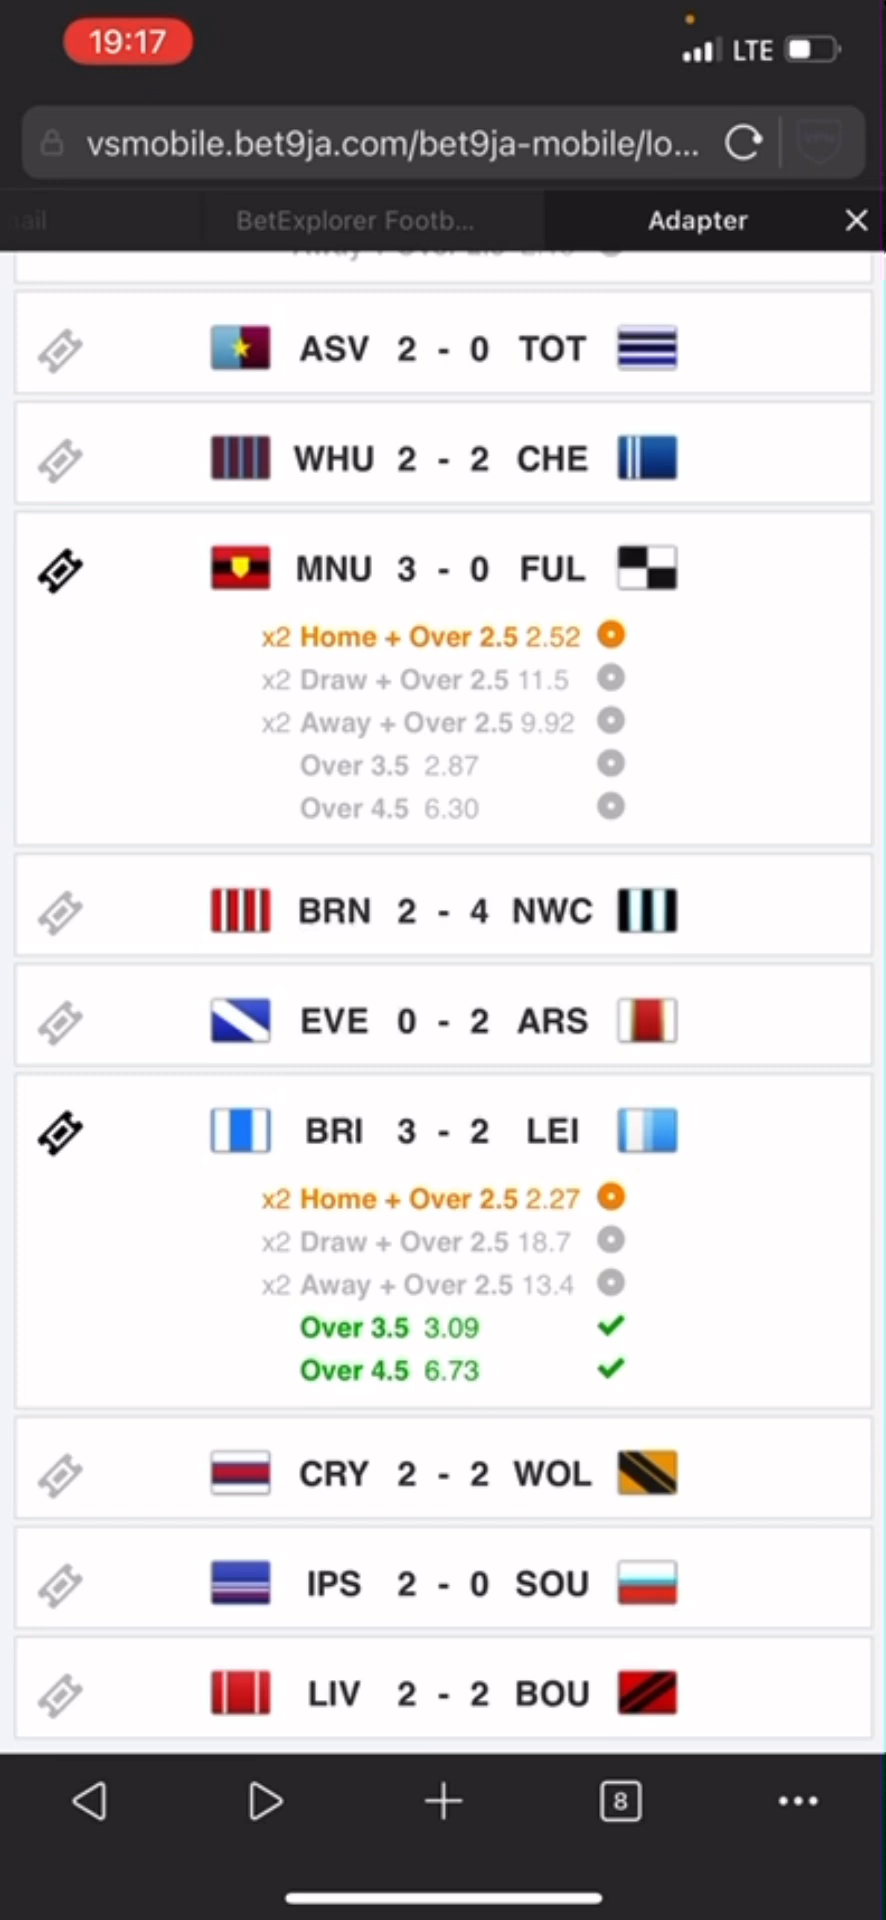 19:17
LTE
vsmobile.bet9ja.com/bet9ja-mobile/lo...
ail
BetExplorer Footb...
Adapter
ASV 2 - 0 TOT
WHU 2 - 2 CHE
MNU 3 - 0 FUL
x2 Home + Over 2.5 2.52
x2 Draw + Over 2.5 11.5
x2 Away + Over 2.5 9.92
Over 3.5 2.87
Over 4.5 6.30
BRN 2 - 4 NWC
EVE 0 - 2 ARS
BRI 3 - 2 LEI
x2 Home + Over 2.5 2.27
x2 Draw + Over 2.5 18.7
x2 Away + Over 2.5 13.4
Over 3.5 3.09
Over 4.5 6.73
CRY 2 - 2 WOL
IPS 2 - 0 SOU
LIV 2 - 2 BOU
8